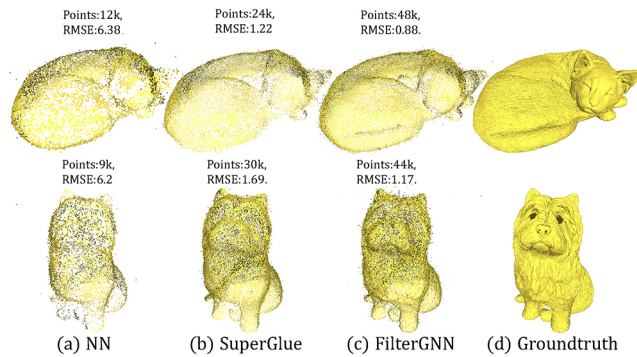 Points:12k,
RMSE:6.38
Points:24k,
RMSE:1.22
Points:48k,
RMSE:0.88.
Points:9k,
RMSE:6.2
Points:30k,
RMSE:1.69.
Points:44k,
RMSE:1.17.
(a) NN
(b) SuperGlue
(c) FilterGNN
(d) Groundtruth